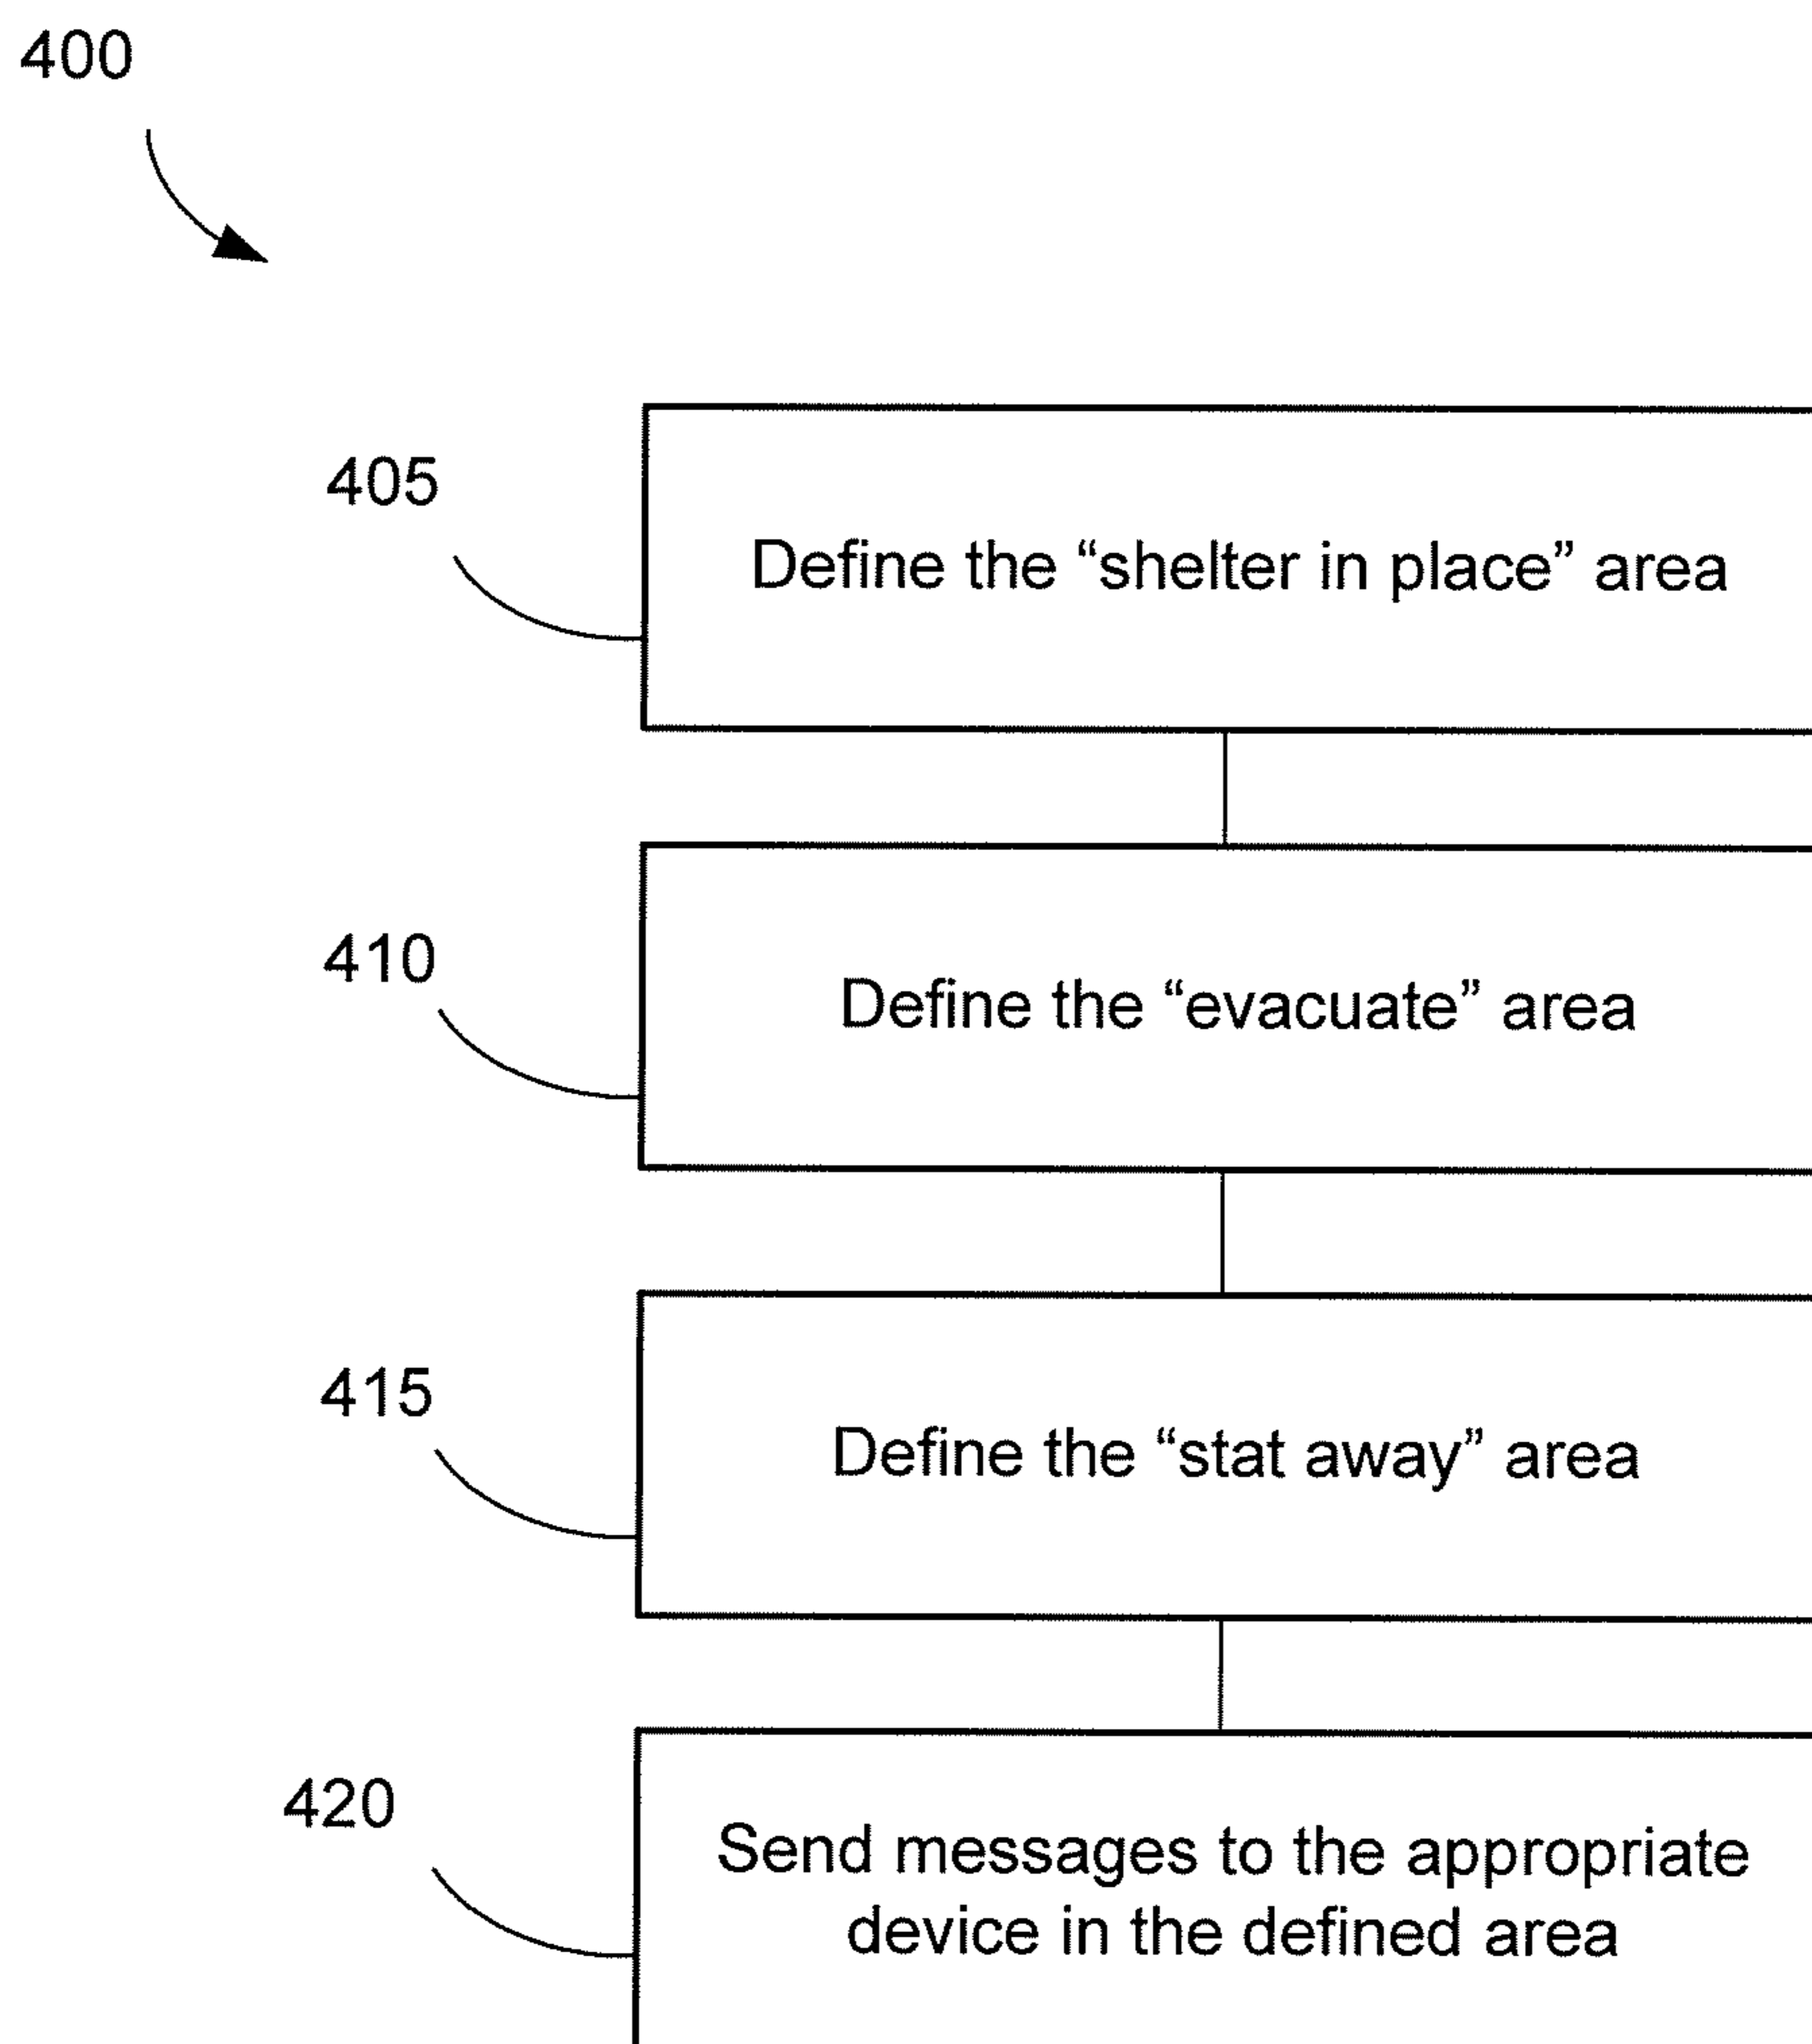 400
405
Define the “shelter in place” area
410
Define the “evacuate” area
415
Define the “stat away” area
420
Send messages to the appropriate
device in the defined area